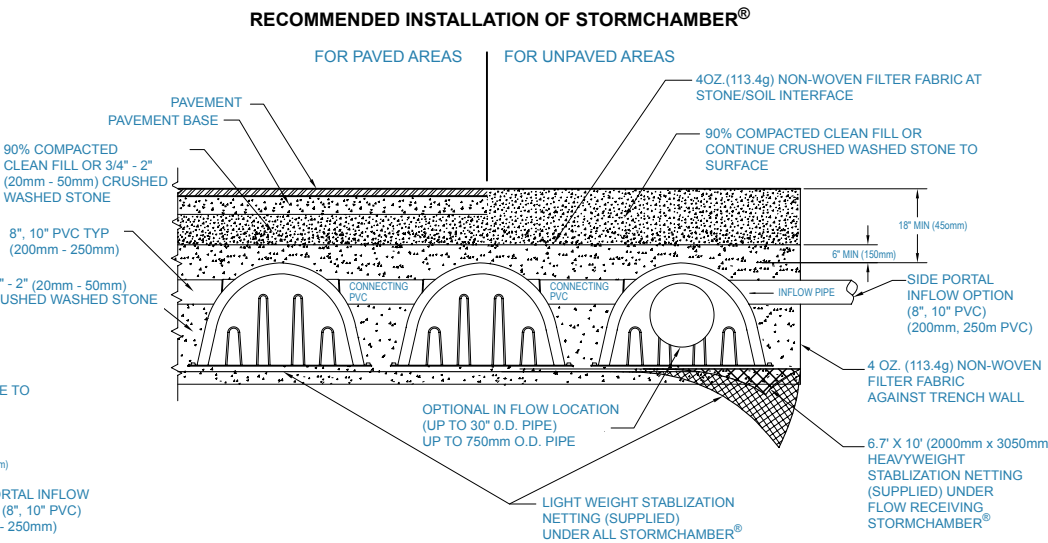 RECOMMENDED INSTALLATION OF STORMCHAMBER®
FOR PAVED AREAS
FOR UNPAVED AREAS
PAVEMENT
PAVEMENT BASE
90% COMPACTED
CLEAN FILL OR 3/4" - 2"
(20mm - 50mm) CRUSHED
WASHED STONE
8", 10" PVC TYP
(200mm - 250mm)
" - 2" (20mm - 50mm)
USHED WASHED STONE
E TO
m)
RTAL INFLOW
(8", 10" PVC)
- 250mm)
4OZ.(113.4g) NON-WOVEN FILTER FABRIC AT
STONE/SOIL INTERFACE
90% COMPACTED CLEAN FILL OR
CONTINUE CRUSHED WASHED STONE TO
SURFACE
18" MIN (45mm)
6" MIN (150mm)
CONNECTING
PVC
CONNECTING
PVC
INFLOW PIPE
SIDE PORTAL
INFLOW OPTION
(8", 10" PVC)
(200mm, 250m PVC)
4 OZ. (113.4g) NON-WOVEN
FILTER FABRIC
AGAINST TRENCH WALL
OPTIONAL IN FLOW LOCATION
(UP TO 30" 0.D. PIPE)
UP TO 750mm O.D. PIPE
6.7' X 10' (2000mm x 3050mm
HEAVYWEIGHT
STABLIZATION NETTING
(SUPPLIED) UNDER
FLOW RECEIVING
STORMCHAMBER®
LIGHT WEIGHT STABLIZATION
NETTING (SUPPLIED)
UNDER ALL STORMCHAMBER®